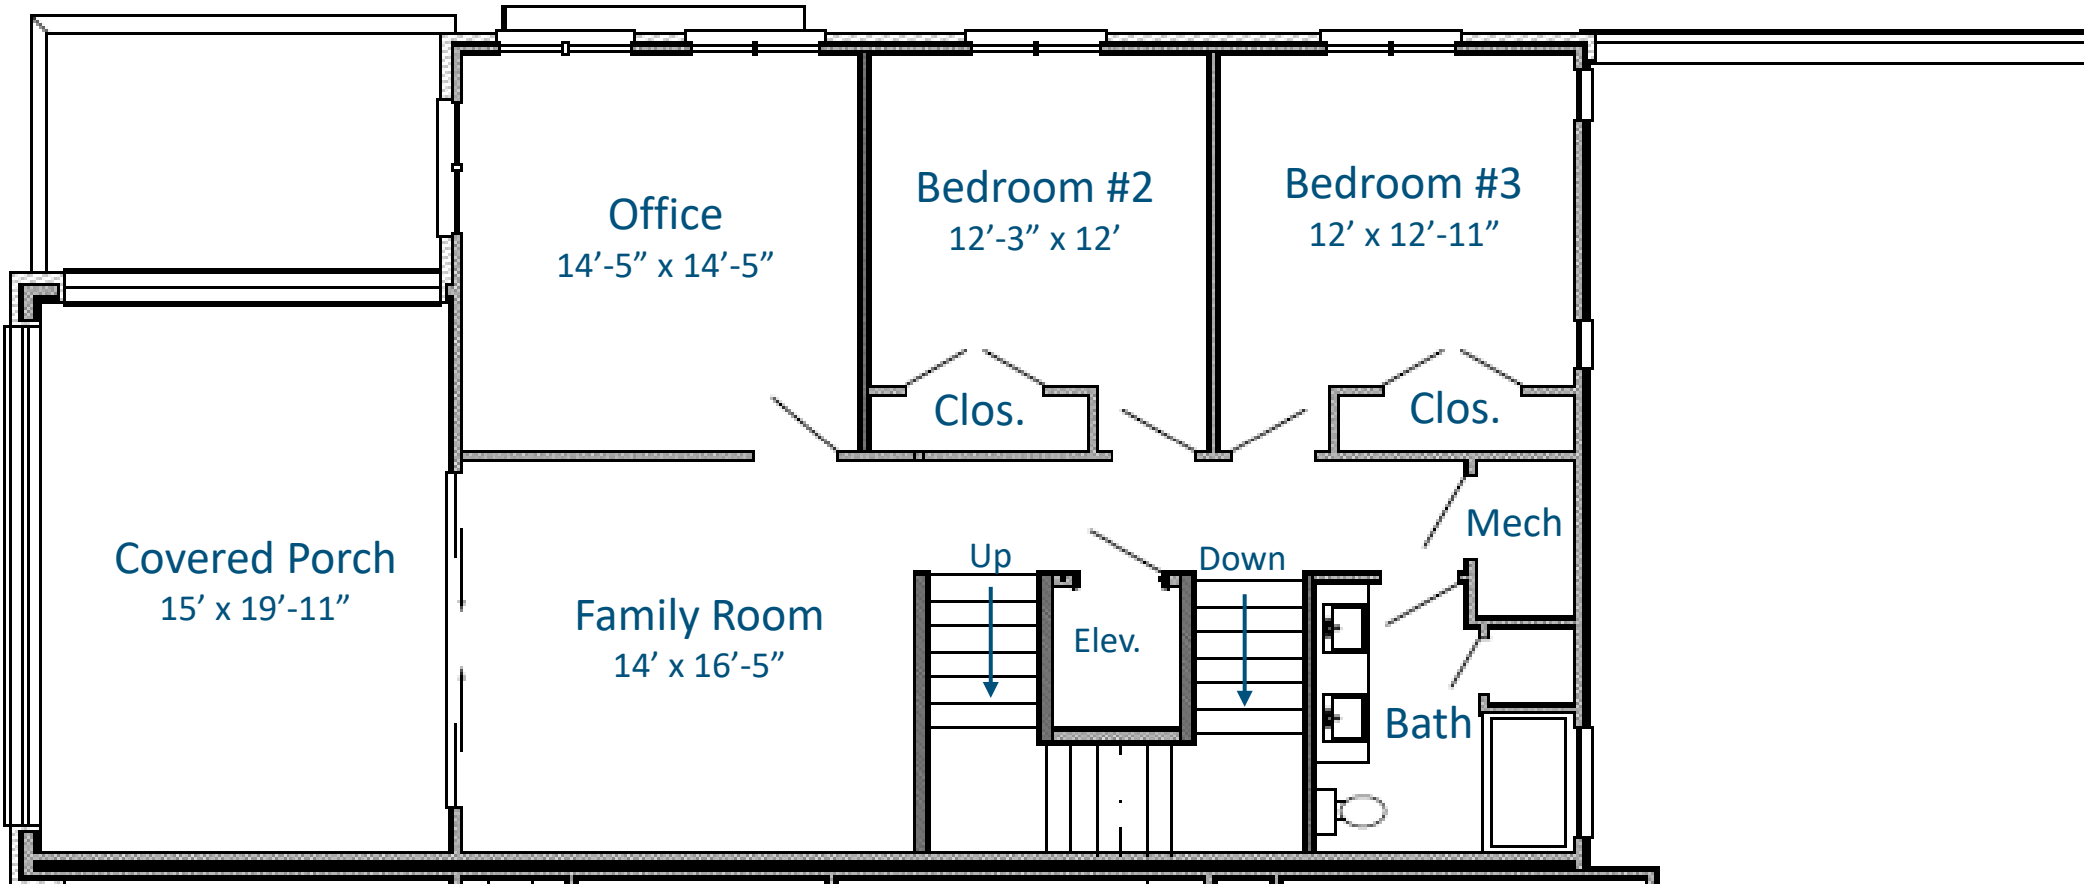 Office
14’-5” x 14’-5”
Bedroom #2
12’-3” x 12’
Bedroom #3
12’ x 12’-11”
Clos.
Clos.
Mech
Covered Porch
15’ x 19’-11”
Family Room
14’ x 16’-5”
Up
Down
Elev.
Bath